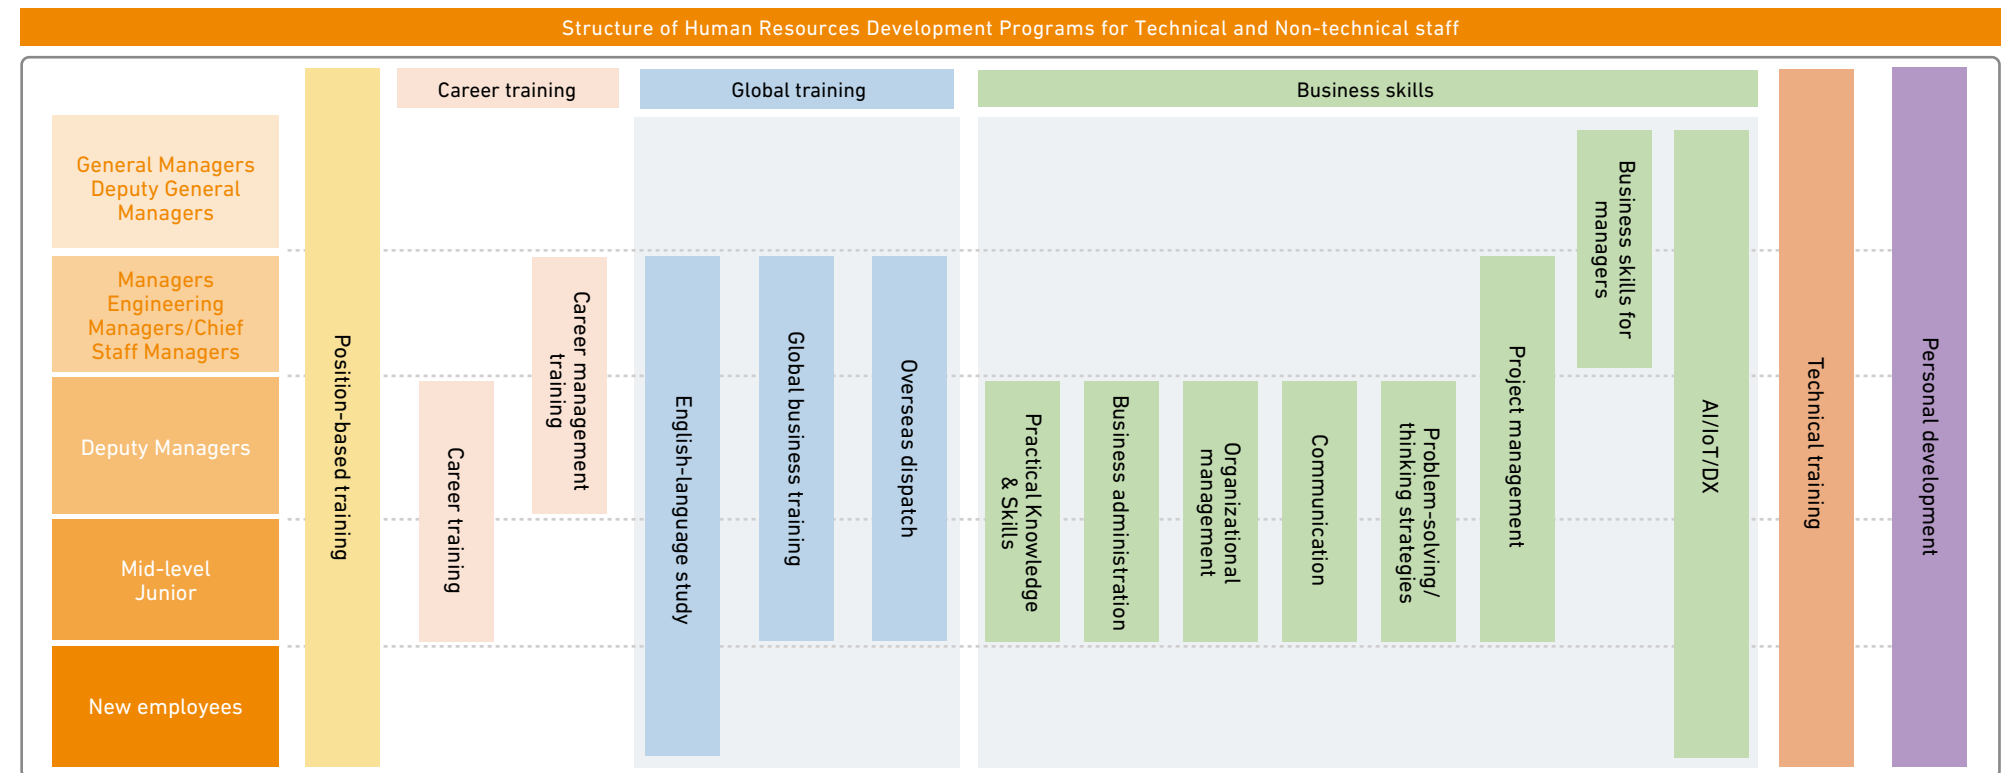 Structure of Human Resources Development Programs for Technical and Non-technical staff
Career training
Global training
Business skills
General Managers
Deputy General
Managers
Managers
Engineering
Managers/Chief
Staff Managers
Deputy Managers
Mid-level
Junior
New employees
Position-based training
Career training
Career management
training
English-language study
Global business training
Overseas dispatch
Practical Knowledge
& Skills
Business administration
Organizational
management
Communication
Problem-solving/
thinking strategies
Project management
Business skills for
managers
AI/IoT/DX
Technical training
Personal development